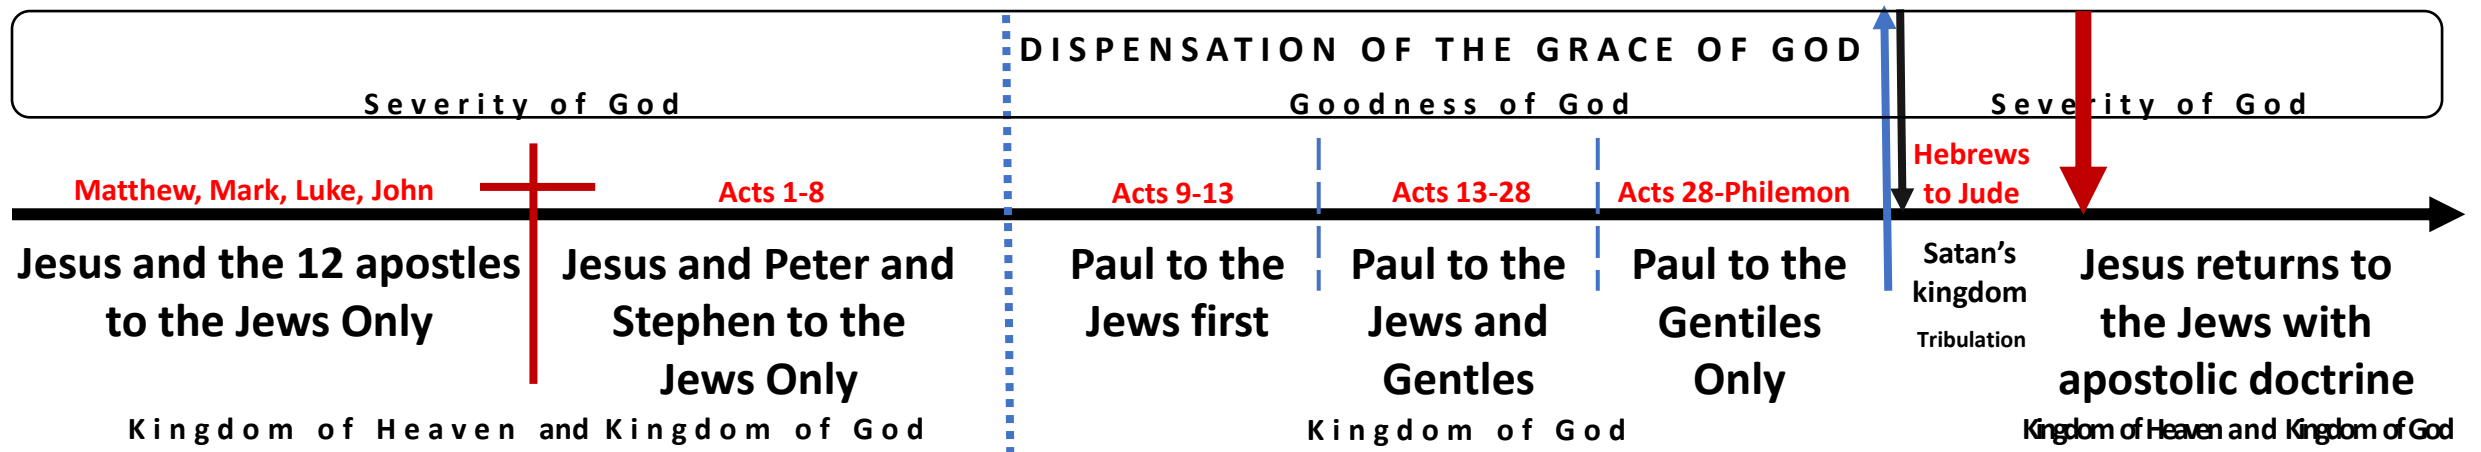 DISPENSATION OF THE GRACE OF GOD
Severity of God
Goodness of God
Severity of God
Matthew, Mark, Luke, John
Acts 1-8
Acts 9-13
Acts 13-28
Acts 28-Philemon
Hebrews
to Jude
Jesus and the 12 apostles
to the Jews Only
Jesus and Peter and
Stephen to the
Jews Only
Paul to the
Jews first
Paul to the
Jews and
Gentles
Paul to the
Gentiles
Only
Satan's
kingdom
Tribulation
Jesus returns to
the Jews with
apostolic doctrine
Kingdom of Heaven and Kingdom of God
Kingdom of God
Kingdom of Heaven and Kingdom of God